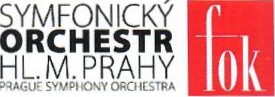 SYMFONICKÝ
ORCHESTR
HL. M. PRAHY
PRAGUE SYMPHONY ORCHESTRA
fok